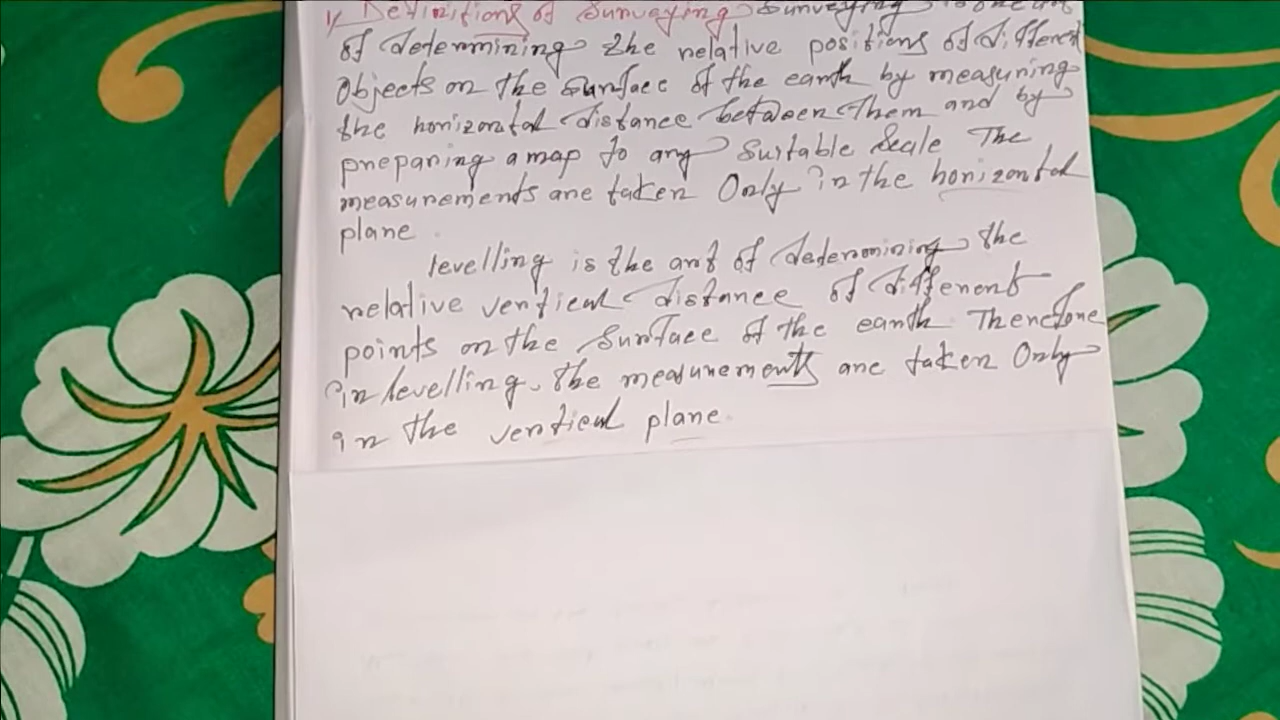 1) Definition of Surveying Surveying is the art
of determining the relative positions of different
Objects on the surface of the earth by measuring
the horizontal distance between them and by
preparing a map to any suitable scale The
measurements are taken Only in the horizontal
plane.
levelling is the art of determining the
relative vertical distance of different
points on the surface of the earth Therefore
in levelling, the measurements are taken Only
in the vertical plane.